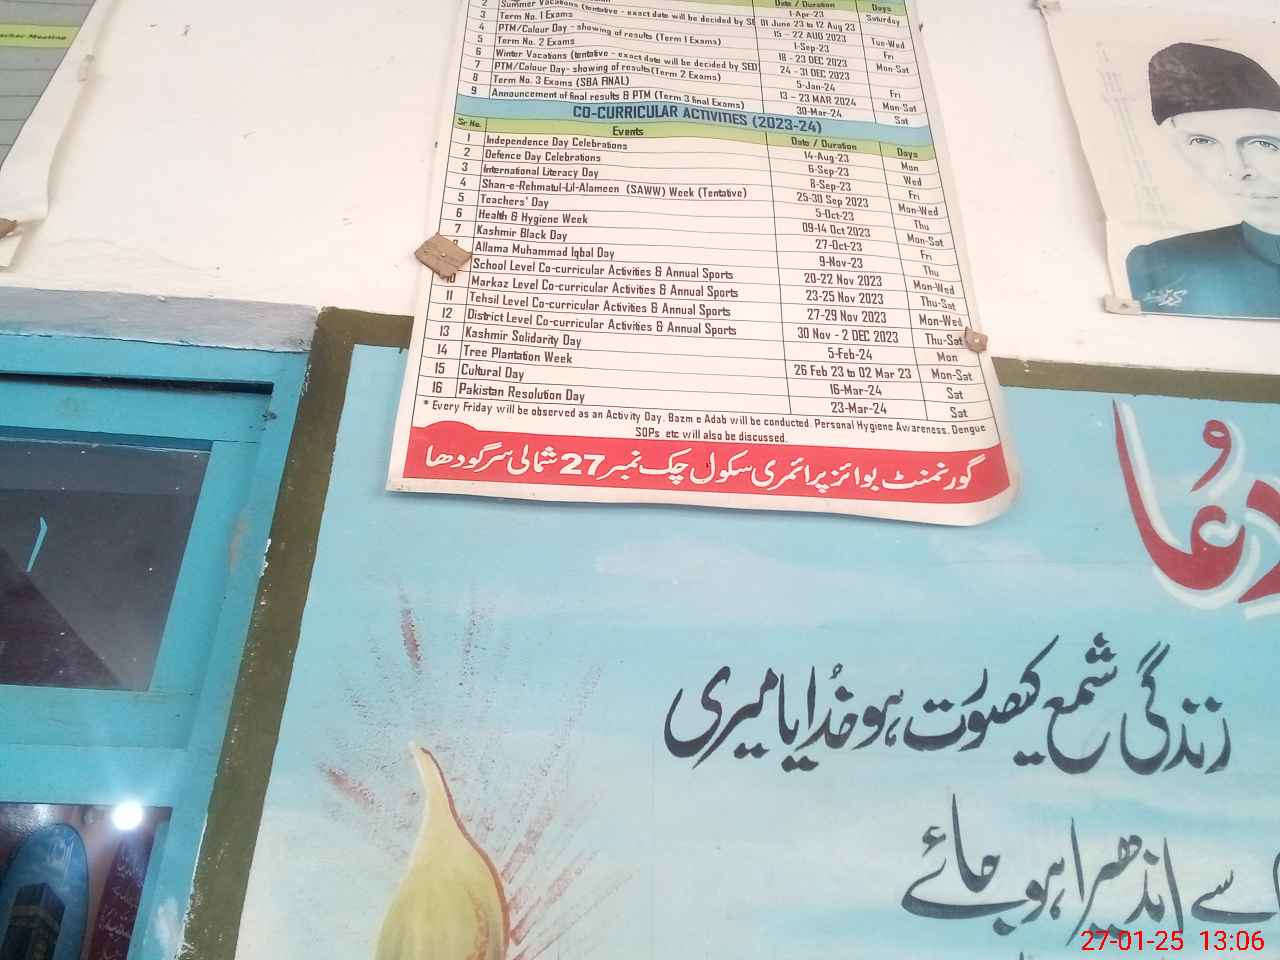 acher Meeting
Date / Duration Days
2 Summer Vacations (tentative - exact date will be decided by SED 1-Apr-23 Saturday
3 Term No. 1 Exams 01 June 23 to 12 Aug 23
4 PTM/Colour Day - showing of results (Term 1 Exams) 15 - 22 AUG 2023 Tue-Wed
5 Term No. 2 Exams 1-Sep-23 Fri
6 Winter Vacations (tentative - exact date will be decided by SED 18 - 23 DEC 2023 Mon-Sat
7 PTM/Colour Day- showing of results(Term 2 Exams) 24 - 31 DEC 2023
8 Term No. 3 Exams (SBA FINAL) 5-Jan-24 Fri
9 Announcement of final results & PTM (Term 3 final Exams) 13 - 23 MAR 2024 Mon-Sat
30-Mar-24 Sat
CO-CURRICULAR ACTIVITIES (2023-24)
Sr No. Events Date / Duration Days
1 Independence Day Celebrations 14-Aug-23 Mon
2 Defence Day Celebrations 6-Sep-23 Wed
3 International Literacy Day 8-Sep-23 Fri
4 Shan-e-Rehmatul-Lil-Alameen (SAWW) Week (Tentative) 25-30 Sep 2023 Mon-Wed
5 Teachers' Day 5-Oct-23 Thu
6 Health & Hygiene Week 09-14 Oct 2023 Mon-Sat
7 Kashmir Black Day 27-Oct-23 Fri
8 Allama Muhammad Iqbal Day 9-Nov-23 Thu
School Level Co-curricular Activities & Annual Sports 20-22 Nov 2023 Mon-Wed
10 Markaz Level Co-curricular Activities & Annual Sports 23-25 Nov 2023 Thu-Sat
11 Tehsil Level Co-curricular Activities & Annual Sports 27-29 Nov 2023 Mon-Wed
12 District Level Co-curricular Activities & Annual Sports 30 Nov - 2 DEC 2023 Thu-Sat
13 Kashmir Solidarity Day 5-Feb-24 Mon
14 Tree Plantation Week 26 Feb 23 to 02 Mar 23 Mon-Sat
15 Cultural Day 16-Mar-24 Sat
16 Pakistan Resolution Day 23-Mar-24 Sat
* Every Friday will be observed as an Activity Day. Bazm e Adab will be conducted. Personal Hygiene Awareness. Dengue
SOPs etc will also be discussed.
گورنمنٹ بوائز پرائمری سکول چک نمبر 27 شمالی سرگودھا
دُعا
زندگی شمع کیصورت ہو خُدایا میری
سے اندھیرا ہو جائے
27-01-25 13:06